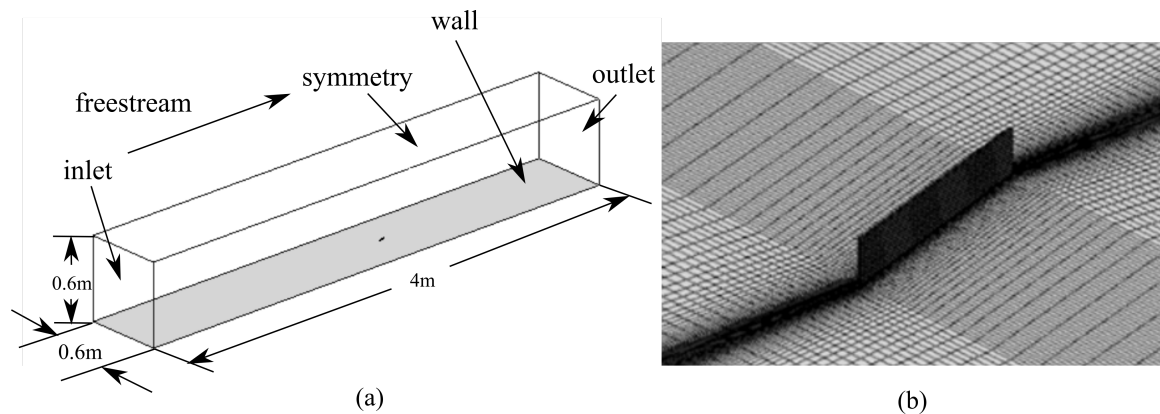 wall
outlet
symmetry
freestream
inlet
0.6m
4m
0.6m
(a)
(b)